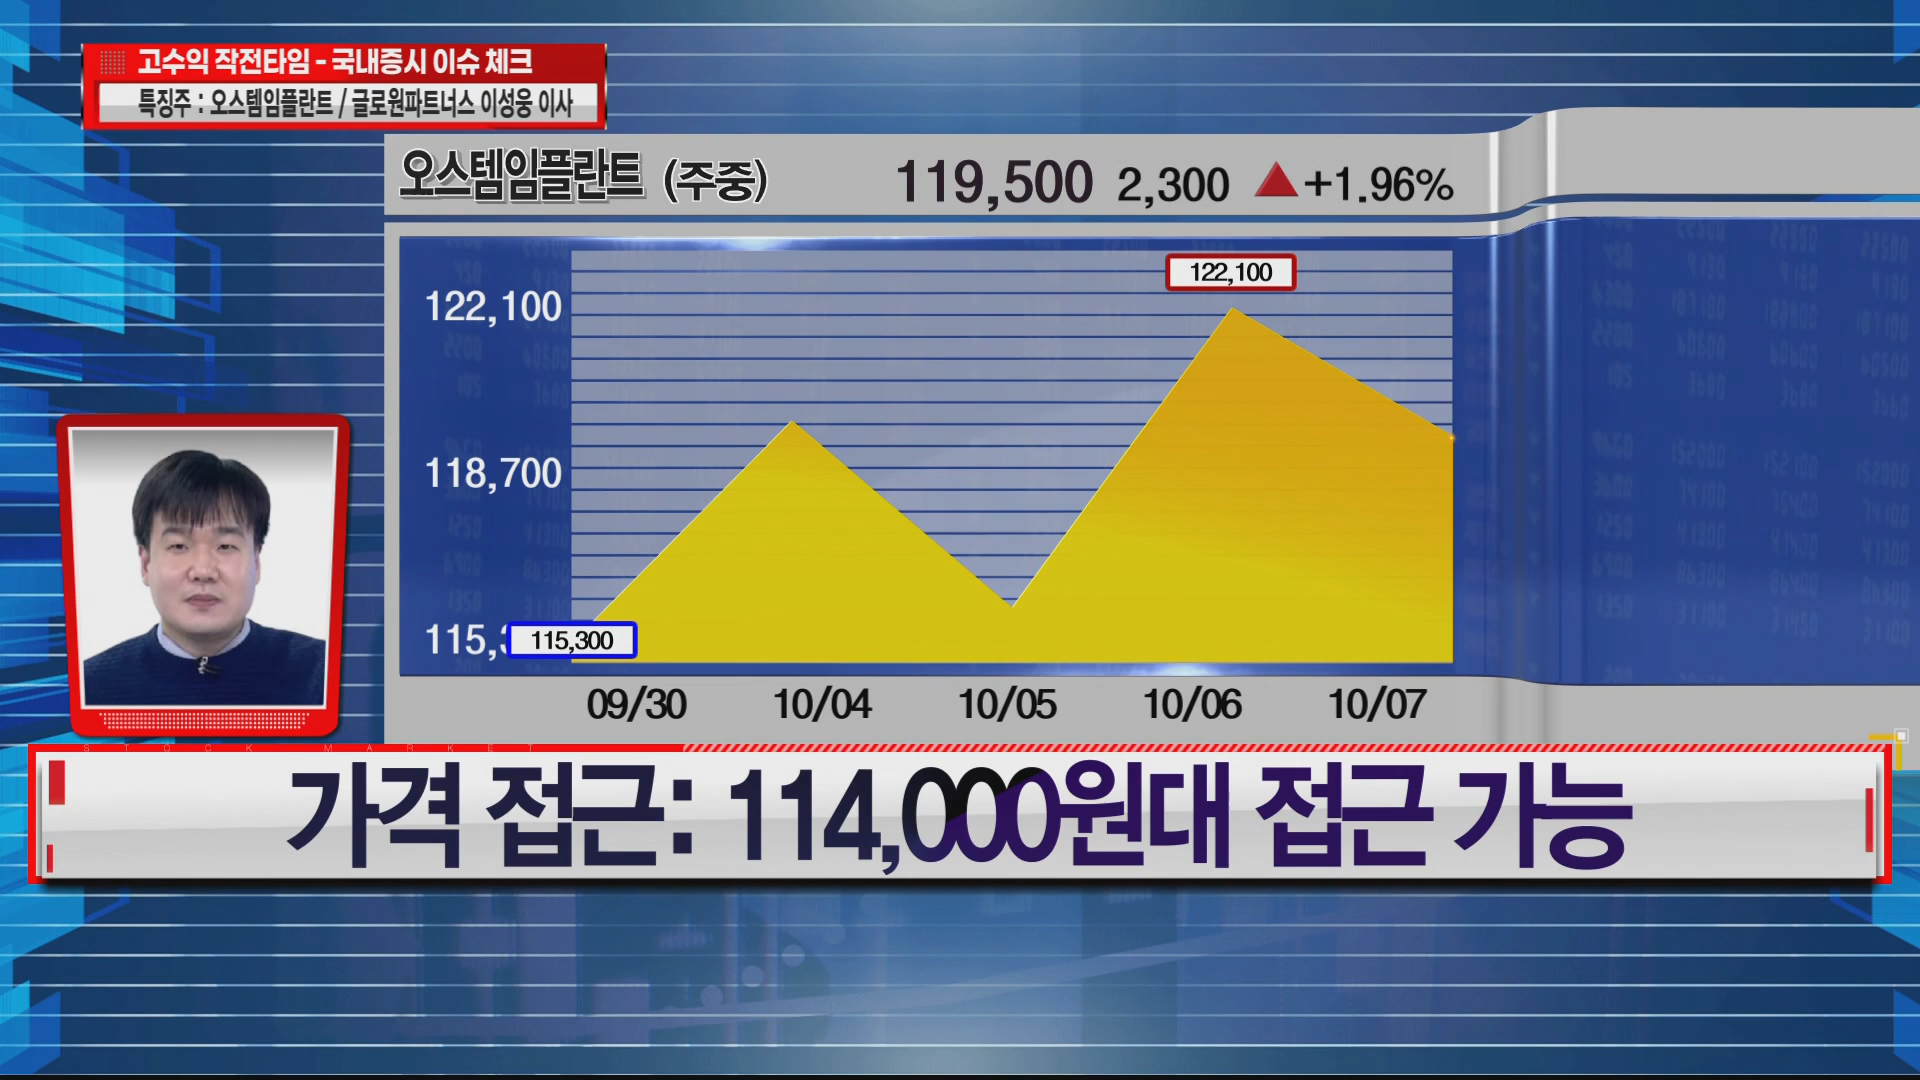 고수익 작전타임 - 국내증시 이슈 체크
특징주 : 오스템임플란트 / 글로원파트너스 이성웅 이사
오스템임플란트 (주중) 119,500 2,300 ▲+1.96%
122,100
122,100
118,700
115,300
09/30 10/04 10/05 10/06 10/07
STOCK MARKET
가격 접근: 114,000원대 접근 가능